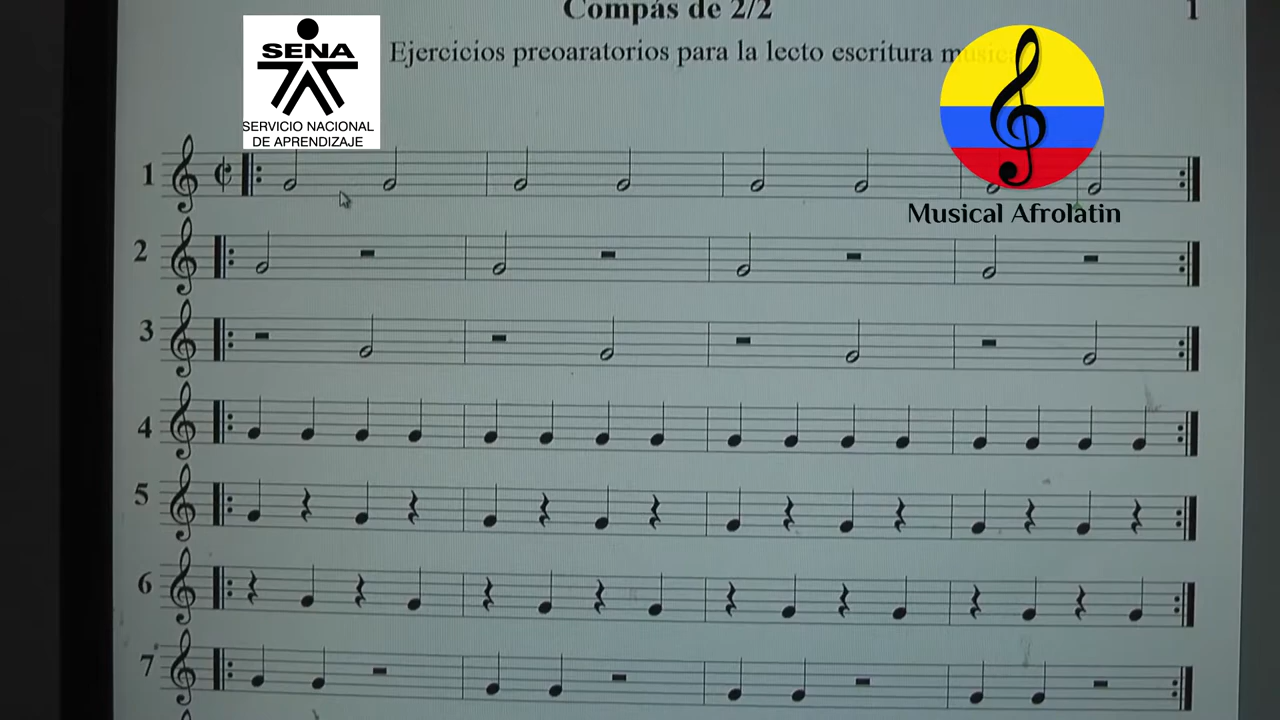 Compás de 2/2
1
Ejercicios preoaratorios para la lecto escritura musica
SENA
SERVICIO NACIONAL
DE APRENDIZAJE
Musical Afrolatin
1
2
3
4
5
6
7